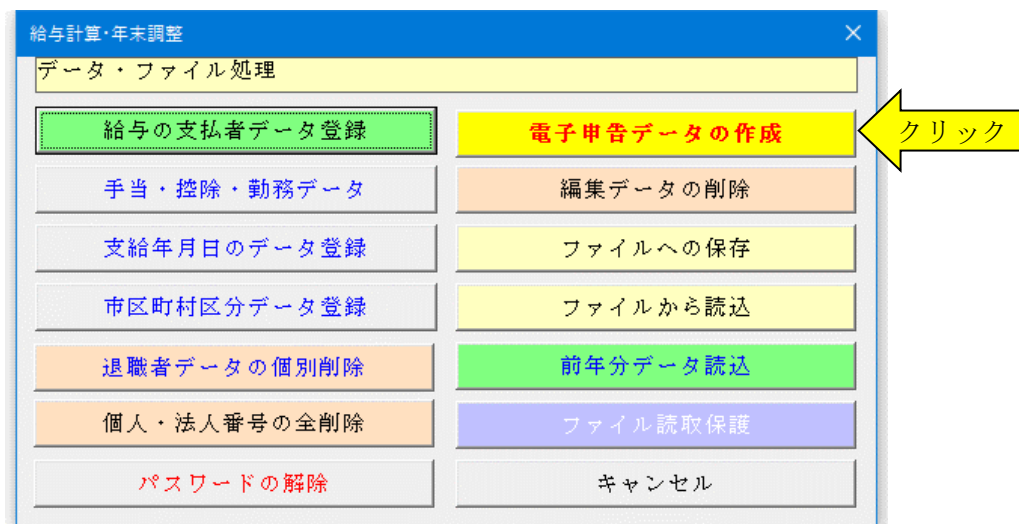 給与計算・年末調整
データ・ファイル処理
給与の支払者データ登録
電子申告データの作成
クリック
手当・控除・勤務データ
編集データの削除
支給年月日のデータ登録
ファイルへの保存
市区町村区分データ登録
ファイルから読込
退職者データの個別削除
前年分データ読込
個人・法人番号の全削除
ファイル読取保護
パスワードの解除
キャンセル